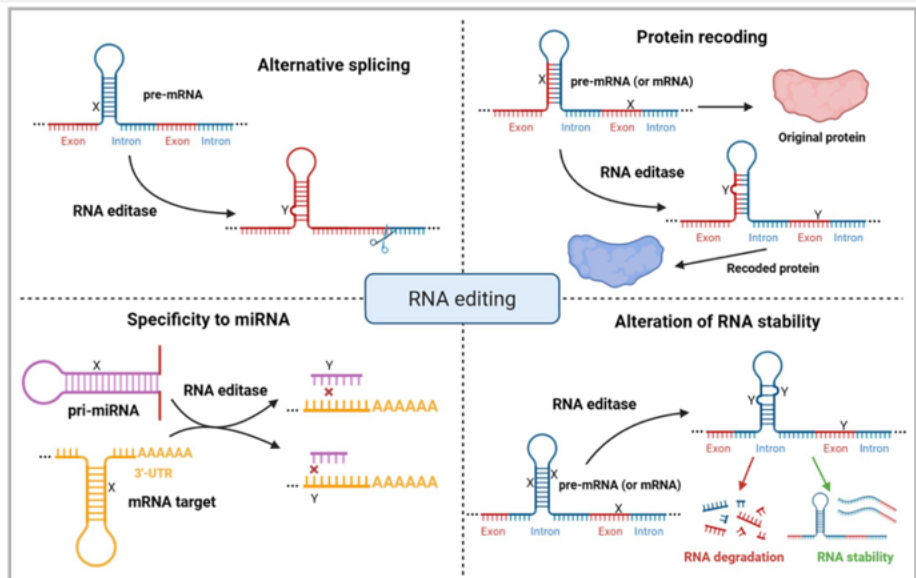 Alternative splicing
X
pre-mRNA
Exon Intron Exon Intron
RNA editase
Y
Protein recoding
X
pre-mRNA (or mRNA)
X
Exon Intron Exon Intron
Original protein
RNA editase
Y
Y
Exon Intron Exon Intron
Recoded protein
RNA editing
Specificity to miRNA
X
pri-miRNA
RNA editase
Y
x
... AAAAAA
... AAAAAA
3'-UTR
X
mRNA target
Y
x
... AAAAAA
Y
Alteration of RNA stability
RNA editase
Y Y
Y
Exon Intron Exon Intron
X X
pre-mRNA (or mRNA)
X
Exon Intron Exon Intron
RNA degradation
RNA stability